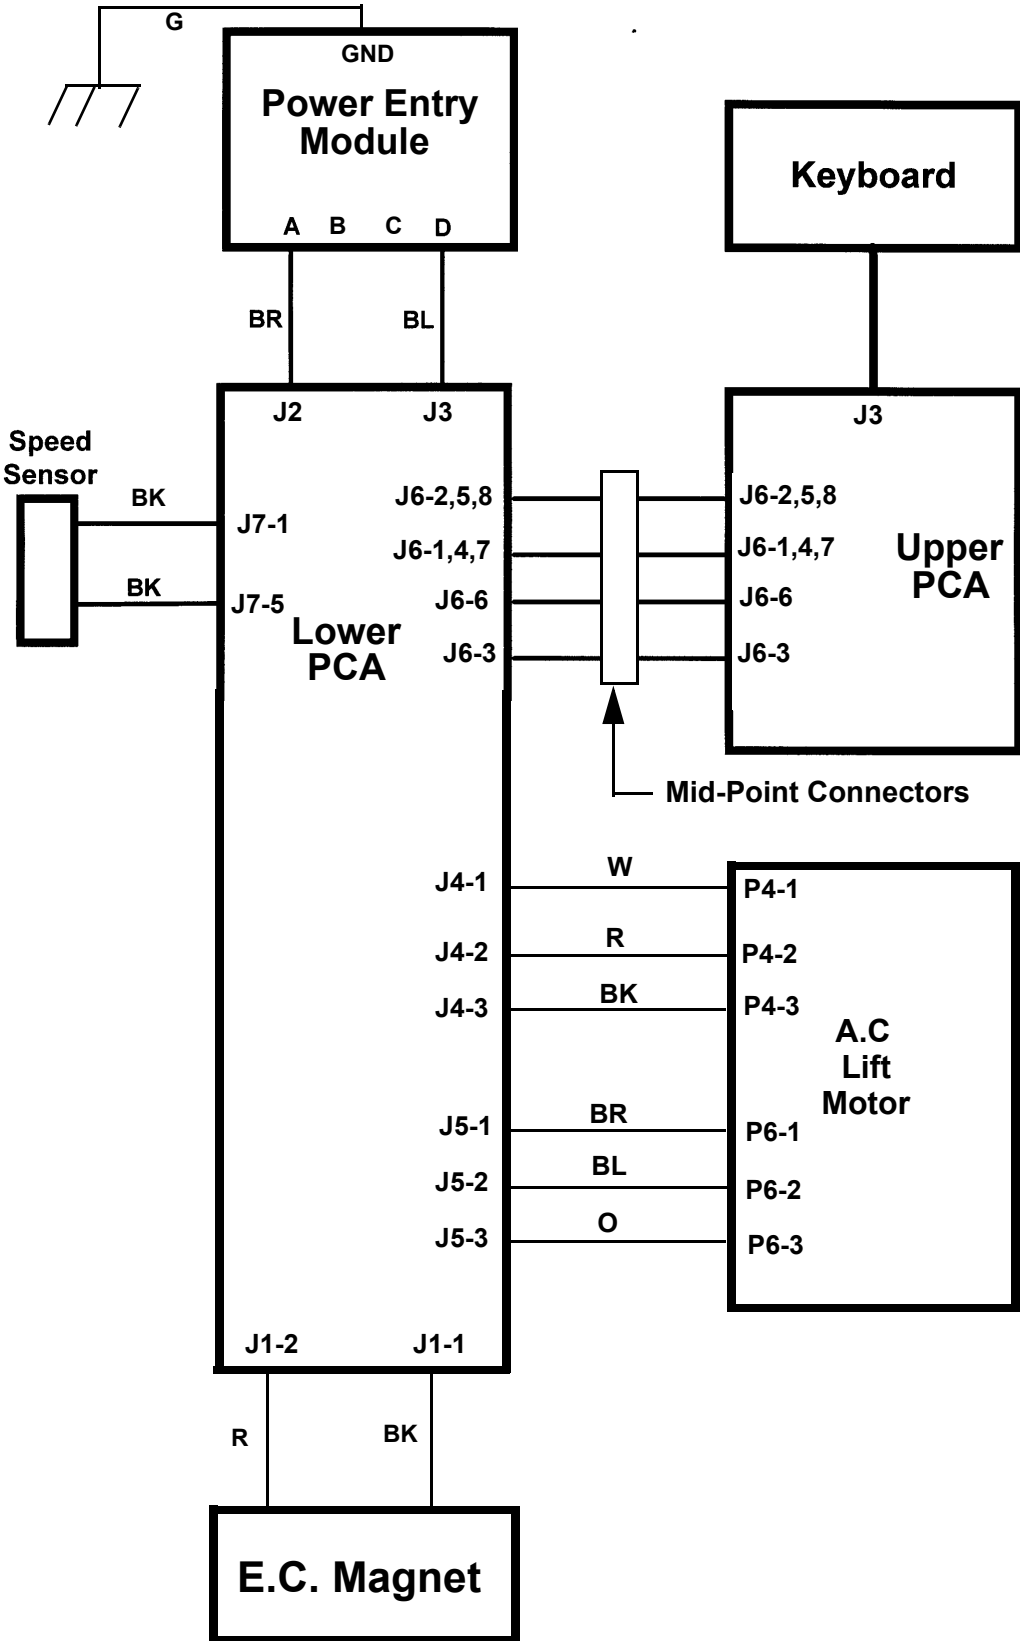 G
GND
Power Entry
Module
A B C D
Keyboard
BR BL
J2 J3
J3
Speed
Sensor
BK
J7-1
BK
J7-5
Lower
PCA
J6-2,5,8
J6-1,4,7
J6-6
J6-3
J6-2,5,8
J6-1,4,7
J6-6
J6-3
Upper
PCA
Mid-Point Connectors
J4-1 W P4-1
J4-2 R P4-2
J4-3 BK P4-3
A.C
Lift
Motor
J5-1 BR P6-1
J5-2 BL P6-2
J5-3 O P6-3
J1-2 J1-1
R BK
E.C. Magnet